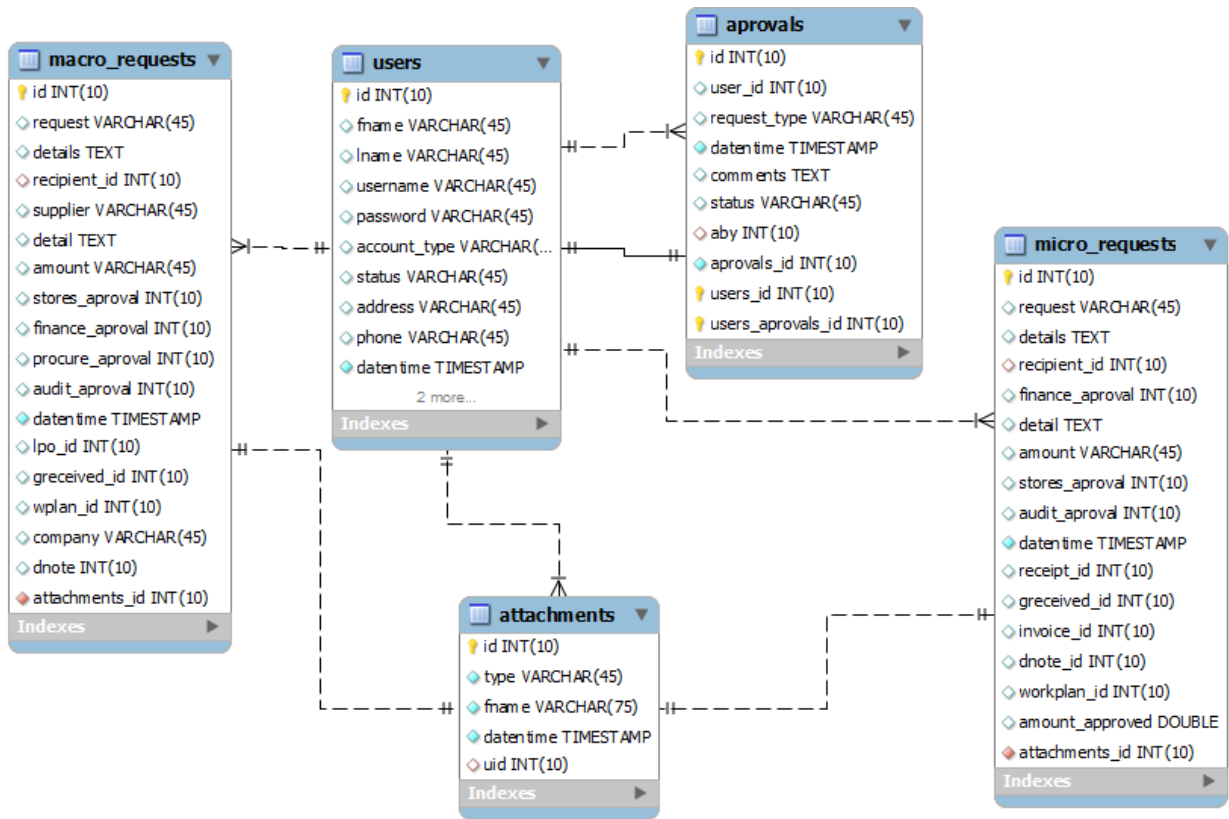 macro_requests
id INT(10)
request VARCHAR(45)
details TEXT
recipient_id INT(10)
supplier VARCHAR(45)
detail TEXT
amount VARCHAR(45)
stores_aproval INT(10)
finance_aproval INT(10)
procure_aproval INT(10)
audit_aproval INT(10)
datentime TIMESTAMP
lpo_id INT(10)
greceived_id INT(10)
wplan_id INT(10)
company VARCHAR(45)
dnote INT(10)
attachments_id INT(10)
Indexes
users
id INT(10)
fname VARCHAR(45)
lname VARCHAR(45)
username VARCHAR(45)
password VARCHAR(45)
account_type VARCHAR(...
status VARCHAR(45)
address VARCHAR(45)
phone VARCHAR(45)
datentime TIMESTAMP
2 more...
Indexes
aprovals
id INT(10)
user_id INT(10)
request_type VARCHAR(45)
datentime TIMESTAMP
comments TEXT
status VARCHAR(45)
aby INT(10)
aprovals_id INT(10)
users_id INT(10)
users_aprovals_id INT(10)
Indexes
micro_requests
id INT(10)
request VARCHAR(45)
details TEXT
recipient_id INT(10)
finance_aproval INT(10)
detail TEXT
amount VARCHAR(45)
stores_aproval INT(10)
audit_aproval INT(10)
datentime TIMESTAMP
receipt_id INT(10)
greceived_id INT(10)
invoice_id INT(10)
dnote_id INT(10)
workplan_id INT(10)
amount_approved DOUBLE
attachments_id INT(10)
Indexes
attachments
id INT(10)
type VARCHAR(45)
fname VARCHAR(75)
datentime TIMESTAMP
uid INT(10)
Indexes